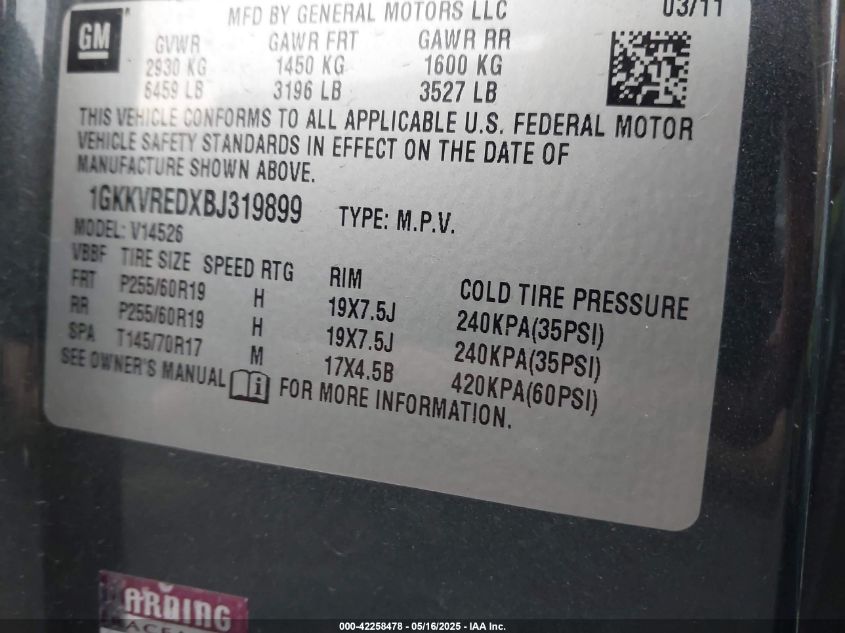 MFD BY GENERAL MOTORS LLC 03/11
GM
GVWR GAWR FRT GAWR RR
2930 KG 1450 KG 1600 KG
6459 LB 3196 LB 3527 LB
THIS VEHICLE CONFORMS TO ALL APPLICABLE U.S. FEDERAL MOTOR
VEHICLE SAFETY STANDARDS IN EFFECT ON THE DATE OF
MANUFACTURE SHOWN ABOVE.
1GKKVREDXBJ319899 TYPE: M.P.V.
MODEL: V14526
VBBF TIRE SIZE SPEED RTG RIM COLD TIRE PRESSURE
FRT P255/60R19 H 19X7.5J 240KPA(35PSI)
RR P255/60R19 H 19X7.5J 240KPA(35PSI)
SPA T145/70R17 M 17X4.5B 420KPA(60PSI)
SEE OWNER'S MANUAL FOR MORE INFORMATION.
ARDING
000-42258478 - 05/16/2025 - IAA Inc.